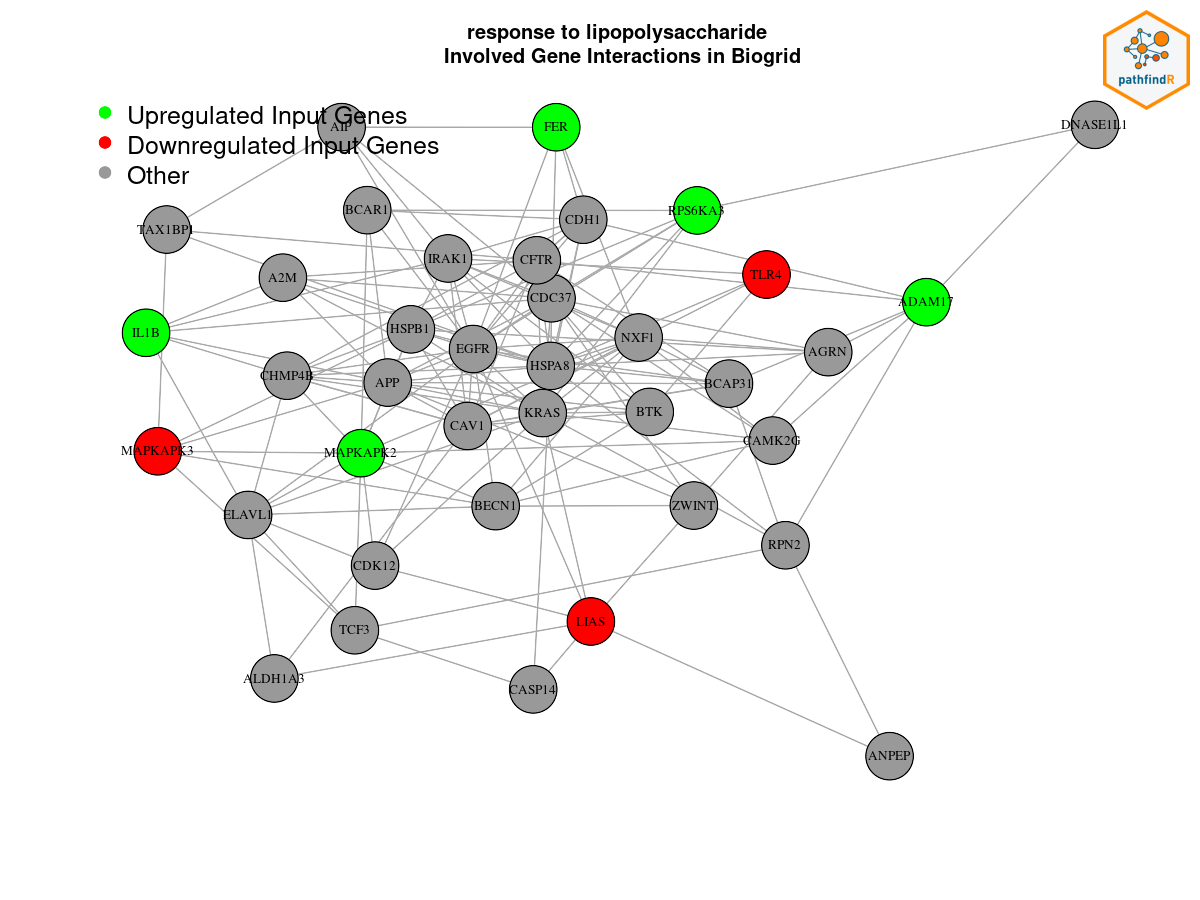 response to lipopolysaccharide
Involved Gene Interactions in Biogrid
pathfindR
Upregulated Input Genes
Downregulated Input Genes
Other
AIP
FER
DNASE1L1
BCAR1
CDH1
RPS6KA3
TAX1BP1
IRAK1
CFTR
A2M
TLR4
CDC37
ADAM17
IL1B
HSPB1
NXF1
EGFR
AGRN
HSPA8
CHMP4B
APP
BCAP31
KRAS
BTK
CAV1
CAMK2G
MAPKAPK3
MAPKAPK2
BECN1
ZWINT
ELAVL1
RPN2
CDK12
TCF3
LIAS
ALDH1A3
CASP14
ANPEP